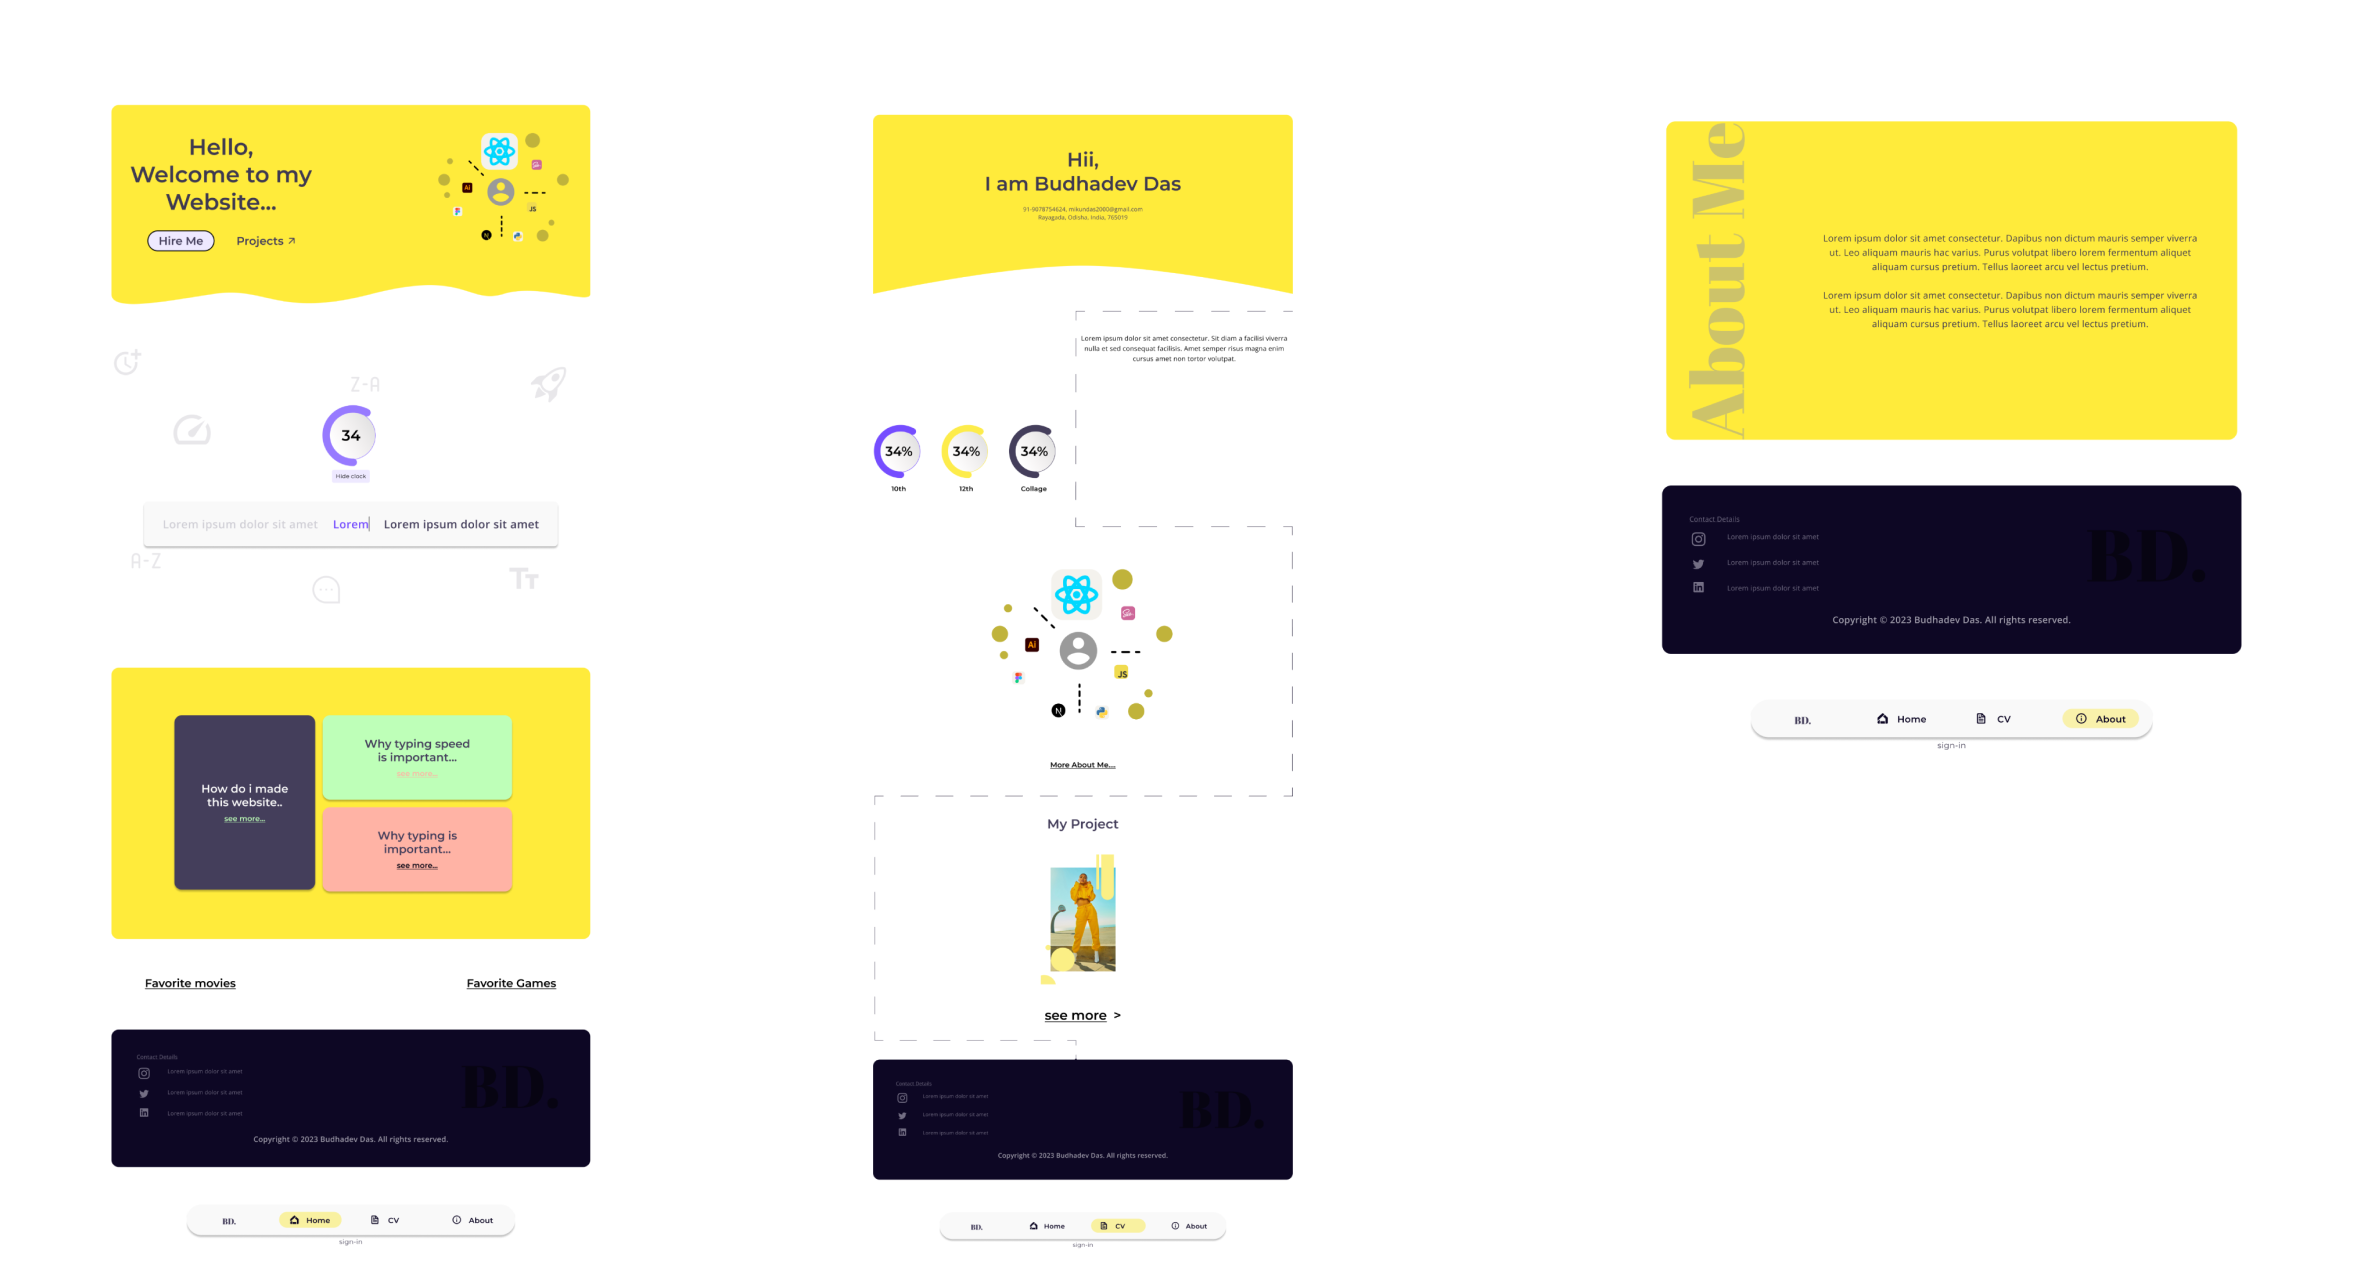 Hello,
Welcome to my
Website...
Hire Me
Projects
Ai
JS
N
Z-A
34
Hide clock
Lorem ipsum dolor sit amet
Lorem
Lorem ipsum dolor sit amet
A-Z
TT
How do i made
this website..
see more...
Why typing speed
is important...
see more...
Why typing is
important...
see more...
Favorite movies
Favorite Games
Contact Details
Lorem ipsum dolor sit amet
Lorem ipsum dolor sit amet
Lorem ipsum dolor sit amet
BD.
Copyright © 2023 Budhadev Das. All rights reserved.
BD.
Home
CV
About
sign-in
Hii,
I am Budhadev Das
91-9078754624, mikundas2000@gmail.com
Rayagada, Odisha, India, 765019
Lorem ipsum dolor sit amet consectetur. Sit diam a facilisi viverra
nulla et sed consequat facilisis. Amet semper risus magna enim
cursus amet non tortor volutpat.
34%
10th
34%
12th
34%
Collage
Ai
JS
N
More About Me....
My Project
see more >
Contact Details
Lorem ipsum dolor sit amet
Lorem ipsum dolor sit amet
Lorem ipsum dolor sit amet
BD.
Copyright © 2023 Budhadev Das. All rights reserved.
BD.
Home
CV
About
sign-in
About Me
Lorem ipsum dolor sit amet consectetur. Dapibus non dictum mauris semper viverra
ut. Leo aliquam mauris hac varius. Purus volutpat libero lorem fermentum aliquet
aliquam cursus pretium. Tellus laoreet arcu vel lectus pretium.
Lorem ipsum dolor sit amet consectetur. Dapibus non dictum mauris semper viverra
ut. Leo aliquam mauris hac varius. Purus volutpat libero lorem fermentum aliquet
aliquam cursus pretium. Tellus laoreet arcu vel lectus pretium.
Contact Details
Lorem ipsum dolor sit amet
Lorem ipsum dolor sit amet
Lorem ipsum dolor sit amet
BD.
Copyright © 2023 Budhadev Das. All rights reserved.
BD.
Home
CV
About
sign-in